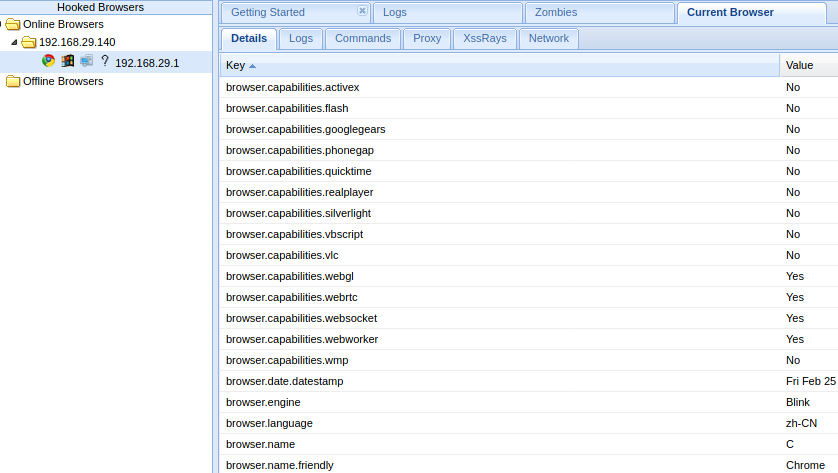 Hooked Browsers
Online Browsers
192.168.29.140
192.168.29.1
Offline Browsers
Getting Started Logs Zombies Current Browser
Details Logs Commands Proxy XssRays Network
Key Value
browser.capabilities.activex No
browser.capabilities.flash No
browser.capabilities.googlegears No
browser.capabilities.phonegap No
browser.capabilities.quicktime No
browser.capabilities.realplayer No
browser.capabilities.silverlight No
browser.capabilities.vbscript No
browser.capabilities.vlc No
browser.capabilities.webgl Yes
browser.capabilities.webrtc Yes
browser.capabilities.websocket Yes
browser.capabilities.webworker Yes
browser.capabilities.wmp No
browser.date.datestamp Fri Feb 25
browser.engine Blink
browser.language zh-CN
browser.name C
browser.name.friendly Chrome